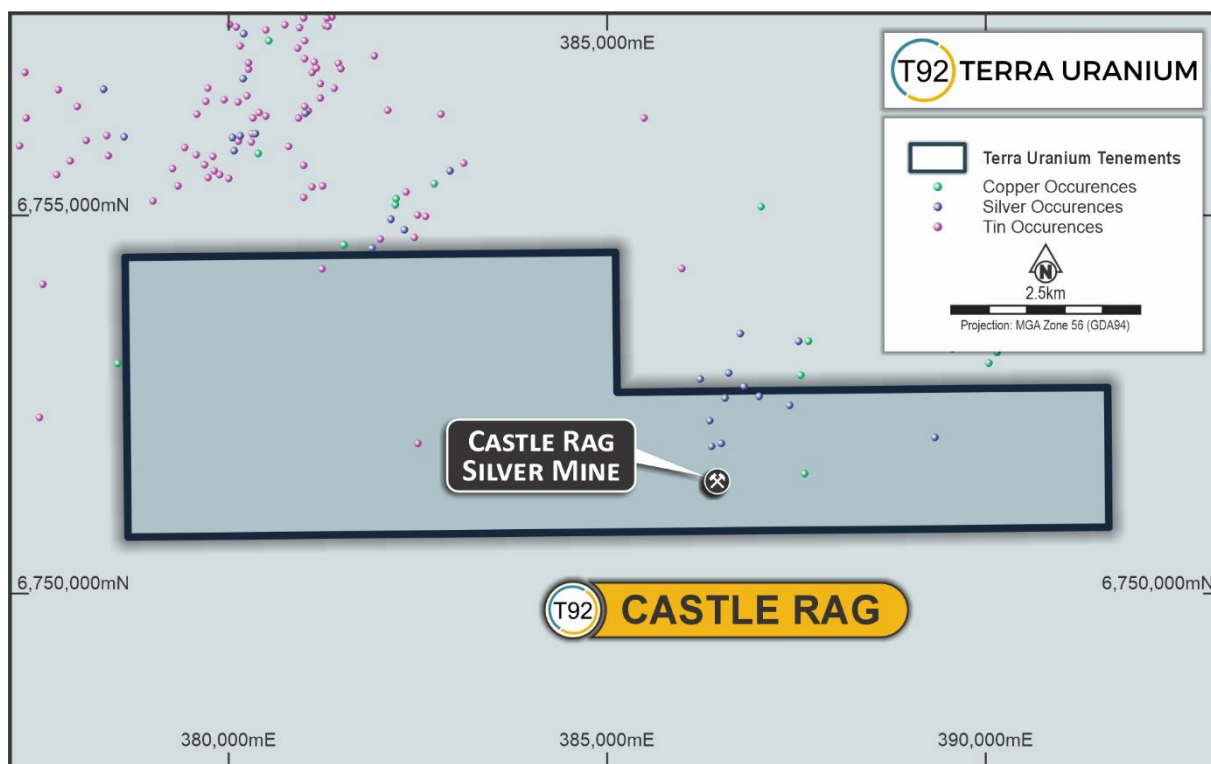 385,000mE
T92 TERRA URANIUM
Terra Uranium Tenements
Copper Occurences
Silver Occurences
Tin Occurences
N
2.5km
Projection: MGA Zone 56 (GDA94)
6,755,000mN
CASTLE RAG
SILVER MINE
6,750,000mN
6,750,000mN
T92 CASTLE RAG
380,000mE
385,000mE
390,000mE